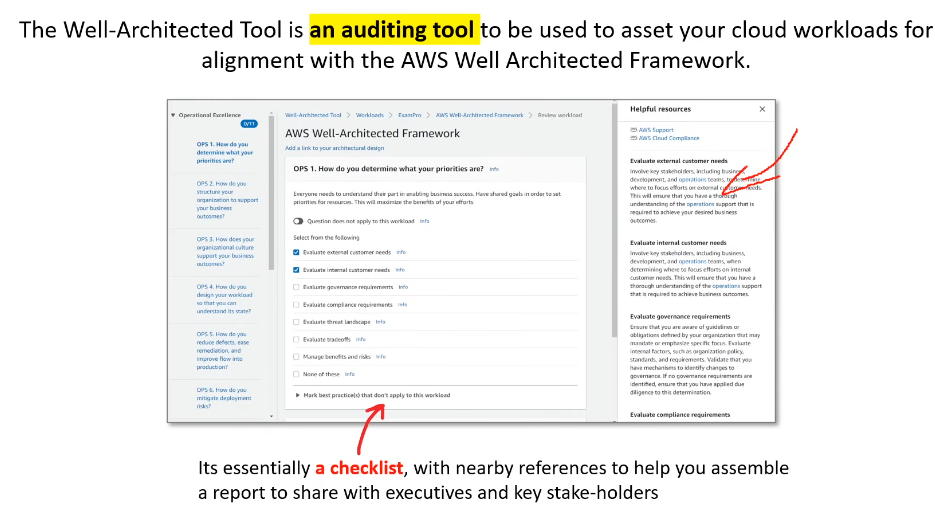 The Well-Architected Tool is an auditing tool to be used to asset your cloud workloads for
alignment with the AWS Well Architected Framework.
Operational Excellence
0/11
OPS 1. How do you
determine what your
priorities are?
OPS 2. How do you
structure your
organization to support
your business
outcomes?
OPS 3. How does your
organizational culture
support your business
outcomes?
OPS 4. How do you
design your workload
so that you can
understand its state?
OPS 5. How do you
reduce defects, ease
remediation, and
improve flow into
production?
OPS 6. How do you
mitigate deployment
risks?
Well-Architected Tool > Workloads > ExamPro > AWS Well-Architected Framework > Review workload
AWS Well-Architected Framework
Add a link to your architectural design
OPS 1. How do you determine what your priorities are? Info
Everyone needs to understand their part in enabling business success. Have shared goals in order to set
priorities for resources. This will maximize the benefits of your efforts
Question does not apply to this workload Info
Select from the following
Evaluate external customer needs Info
Evaluate internal customer needs Info
Evaluate governance requirements Info
Evaluate compliance requirements Info
Evaluate threat landscape Info
Evaluate tradeoffs Info
Manage benefits and risks Info
None of these Info
Mark best practice(s) that don't apply to this workload
Helpful resources
AWS Support
AWS Cloud Compliance
Evaluate external customer needs
Involve key stakeholders, including business,
development, and operations teams, to determine
where to focus efforts on external customer needs.
This will ensure that you have a thorough
understanding of the operations support that is
required to achieve your desired business
outcomes.
Evaluate internal customer needs
Involve key stakeholders, including business,
development, and operations teams, when
determining where to focus efforts on internal
customer needs. This will ensure that you have a
thorough understanding of the operations support
that is required to achieve business outcomes.
Evaluate governance requirements
Ensure that you are aware of guidelines or
obligations defined by your organization that may
mandate or emphasize specific focus. Evaluate
internal factors, such as organization policy,
standards, and requirements. Validate that you
have mechanisms to identify changes to
governance. If no governance requirements are
identified, ensure that you have applied due
diligence to this determination.
Evaluate compliance requirements
Its essentially a checklist, with nearby references to help you assemble
a report to share with executives and key stake-holders